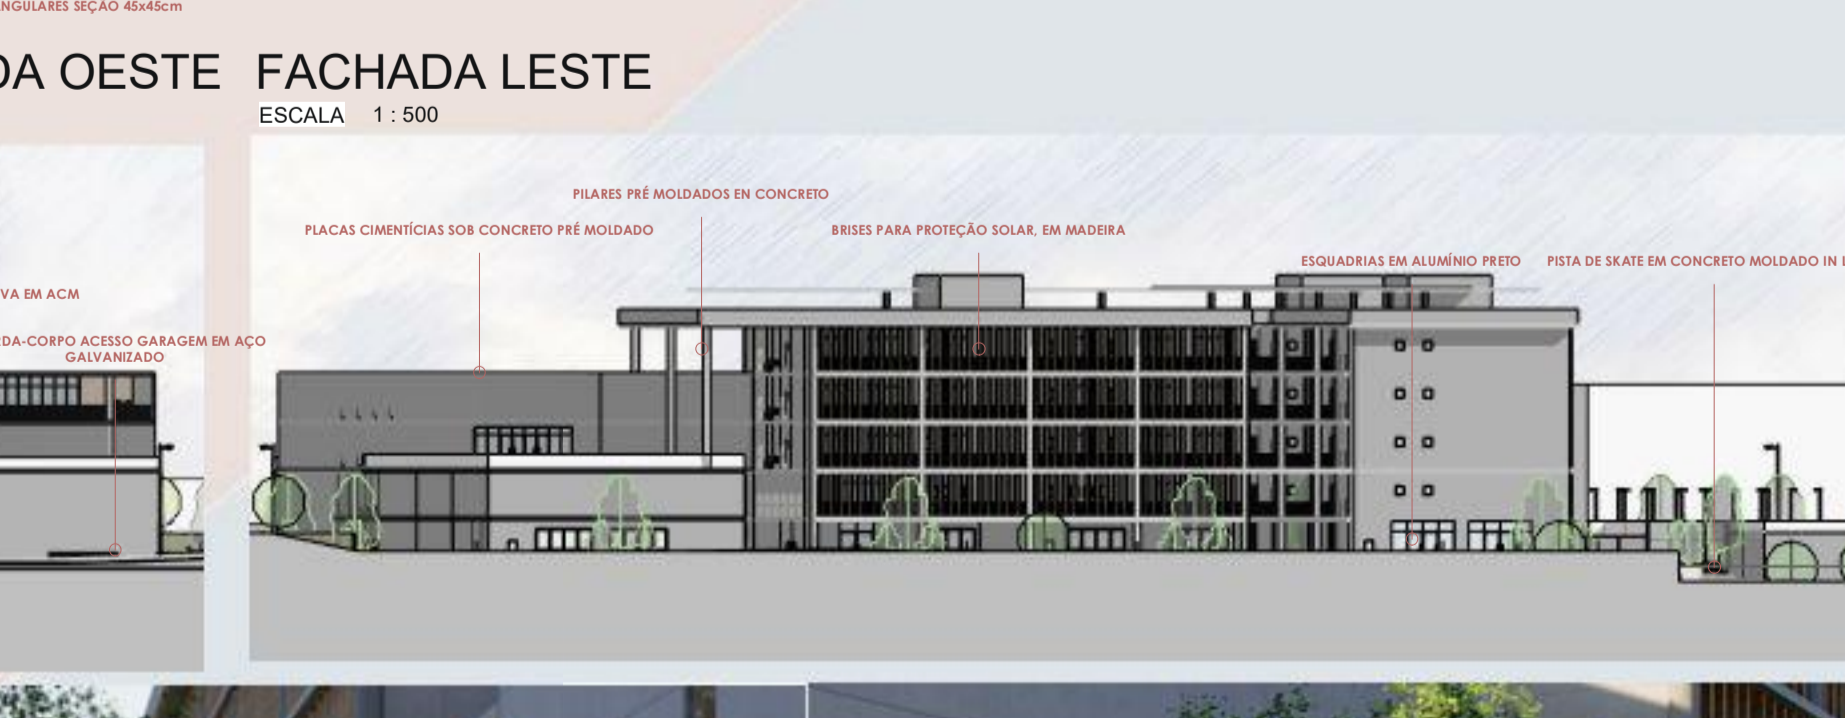 NGULARES SEÇÃO 45x45cm
DA OESTE
FACHADA LESTE
ESCALA 1 : 500
PILARES PRÉ MOLDADOS EN CONCRETO
PLACAS CIMENTÍCIAS SOB CONCRETO PRÉ MOLDADO
BRISES PARA PROTEÇÃO SOLAR, EM MADEIRA
ESQUADRIAS EM ALUMÍNIO PRETO
PISTA DE SKATE EM CONCRETO MOLDADO IN L
VA EM ACM
RDA-CORPO ACESSO GARAGEM EM AÇO
GALVANIZADO